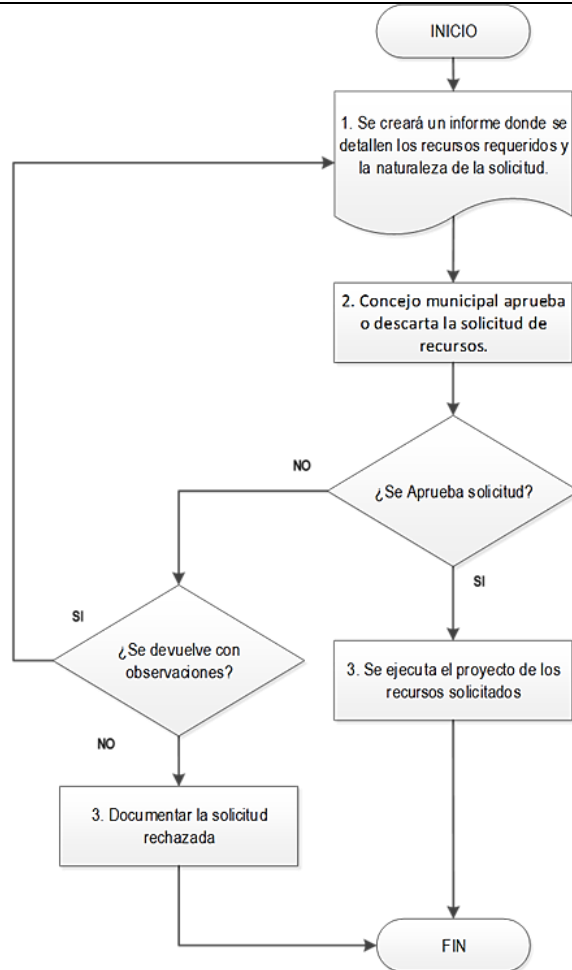 INICIO
1. Se creará un informe donde se
detallen los recursos requeridos y
la naturaleza de la solicitud.
2. Concejo municipal aprueba
o descarta la solicitud de
recursos.
¿Se Aprueba solicitud?
NO
SI
¿Se devuelve con
observaciones?
SI
NO
3. Se ejecuta el proyecto de los
recursos solicitados
3. Documentar la solicitud
rechazada
FIN